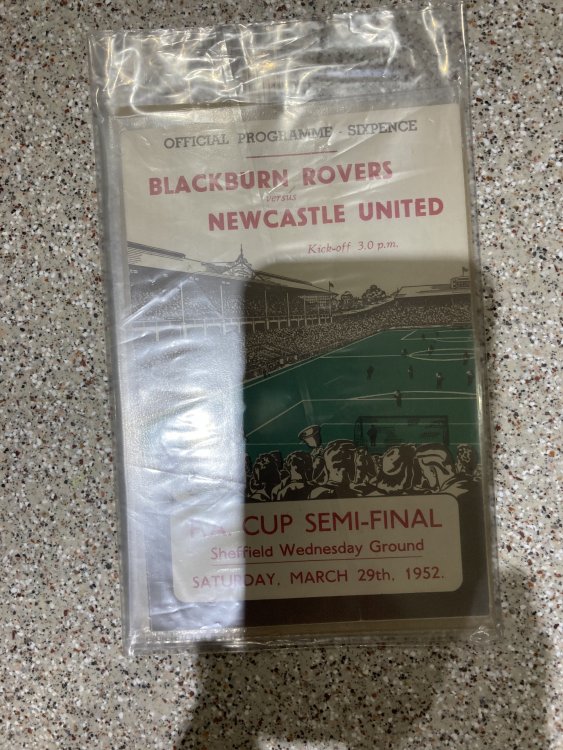 OFFICIAL PROGRAMME - SIXPENCE
BLACKBURN ROVERS
versus
NEWCASTLE UNITED
Kick-off 3.0 p.m.
F.A. CUP SEMI-FINAL
Sheffield Wednesday Ground
SATURDAY, MARCH 29th, 1952.